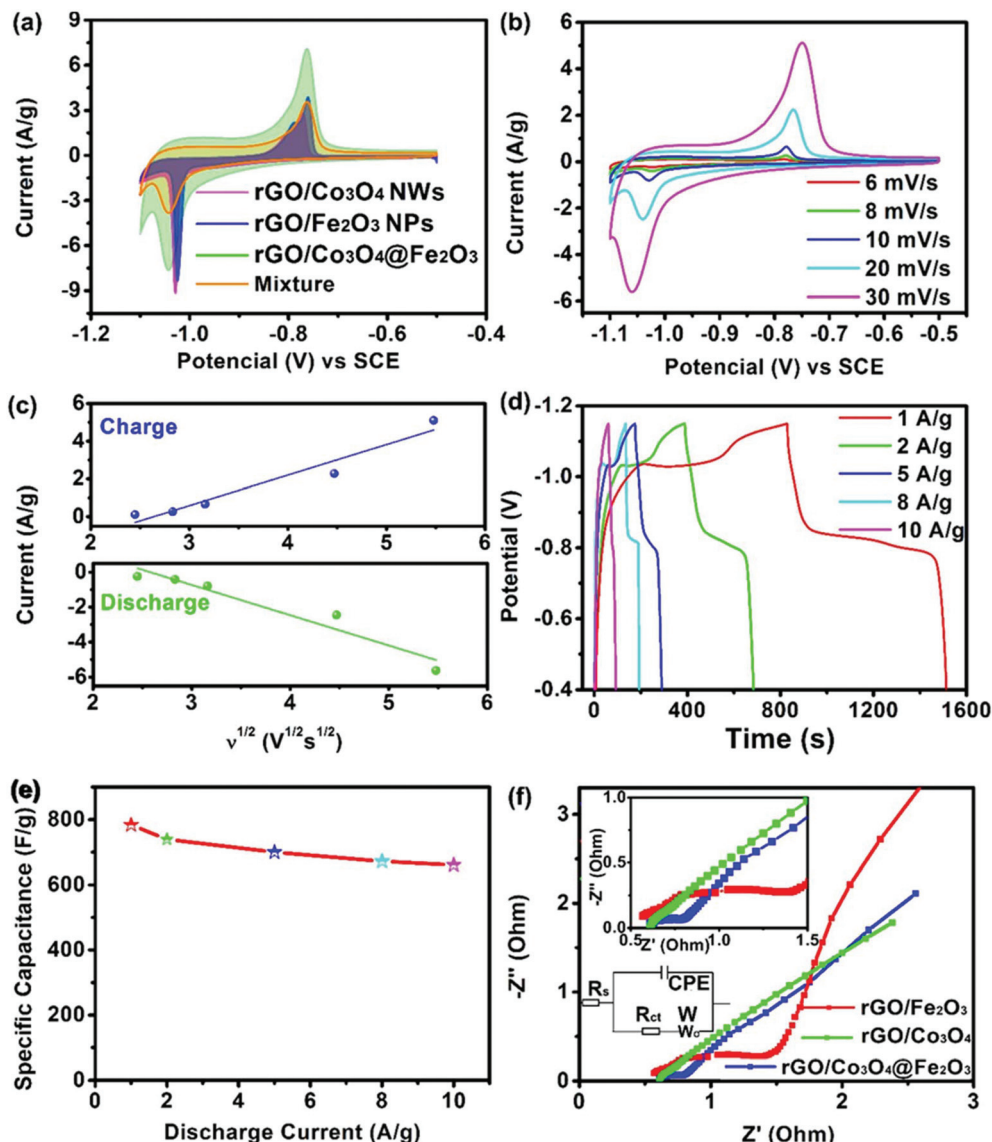 (a)
9
6
3
0
-3
-6
-9
Current (A/g)
rGO/Co₃O₄ NWs
rGO/Fe₂O₃ NPs
rGO/Co₃O₄@Fe₂O₃
Mixture
-1.2 -1.0 -0.8 -0.6 -0.4
Potencial (V) vs SCE
(b)
6
4
2
0
-2
-4
-6
Current (A/g)
6 mV/s
8 mV/s
10 mV/s
20 mV/s
30 mV/s
-1.1 -1.0 -0.9 -0.8 -0.7 -0.6 -0.5
Potencial (V) vs SCE
(c)
6
4
2
0
Charge
2 3 4 5 6
Current (A/g)
0
-2
-4
-6
Discharge
2 3 4 5 6
ν¹/² (V¹/²s¹/²)
(d)
-1.2
-1.0
-0.8
-0.6
-0.4
Potential (V)
1 A/g
2 A/g
5 A/g
8 A/g
10 A/g
0 400 800 1200 1600
Time (s)
(e)
800
600
400
200
0
Specific Capacitance (F/g)
0 2 4 6 8 10
Discharge Current (A/g)
(f)
3
2
1
0
-Z" (Ohm)
1.0
0.5
0.0
-Z" (Ohm)
0.5 1.0 1.5
Z' (Ohm)
Rs
CPE
Rct W
Wo
rGO/Fe₂O₃
rGO/Co₃O₄
rGO/Co₃O₄@Fe₂O₃
0 1 2 3
Z' (Ohm)